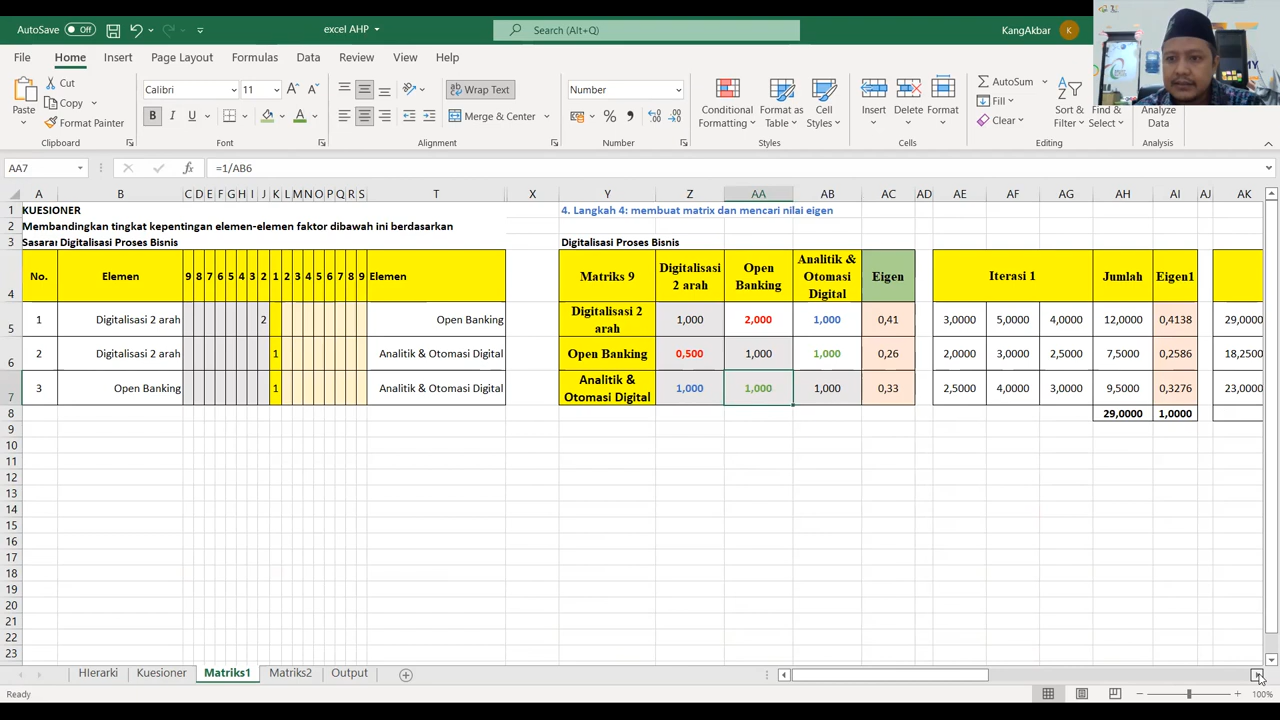 AutoSave Off excel AHP Search (Alt+Q) KangAkbar K
File Home Insert Page Layout Formulas Data Review View Help
Paste Cut Copy Format Painter Clipboard
Calibri 11 A A B I U A Font
Wrap Text Merge & Center Alignment
Number % Number
Conditional Formatting Format as Table Cell Styles Styles
Insert Delete Format Cells
AutoSum Fill Clear Sort & Filter Find & Select Editing
Analyze Data Analysis
AA7 fx =1/AB6
A B C D E F G H I J K L M N O P Q R S T X Y Z AA AB AC AD AE AF AG AH AI AJ AK
1 KUESIONER 4. Langkah 4: membuat matrix dan mencari nilai eigen
2 Membandingkan tingkat kepentingan elemen-elemen faktor dibawah ini berdasarkan
3 Sasarar Digitalisasi Proses Bisnis Digitalisasi Proses Bisnis
4 No. Elemen 9 8 7 6 5 4 3 2 1 2 3 4 5 6 7 8 9 Elemen Matriks 9 Digitalisasi 2 arah Open Banking Analitik & Otomasi Digital Eigen Iterasi 1 Jumlah Eigen1
5 1 Digitalisasi 2 arah 2 Open Banking Digitalisasi 2 arah 1,000 2,000 1,000 0,41 3,0000 5,0000 4,0000 12,0000 0,4138 29,0000
6 2 Digitalisasi 2 arah 1 Analitik & Otomasi Digital Open Banking 0,500 1,000 1,000 0,26 2,0000 3,0000 2,5000 7,5000 0,2586 18,2500
7 3 Open Banking 1 Analitik & Otomasi Digital Analitik & Otomasi Digital 1,000 1,000 1,000 0,33 2,5000 4,0000 3,0000 9,5000 0,3276 23,0000
8 29,0000 1,0000
9
10
11
12
13
14
15
16
17
18
19
20
21
22
23
HIerarki Kuesioner Matriks1 Matriks2 Output
Ready 100%